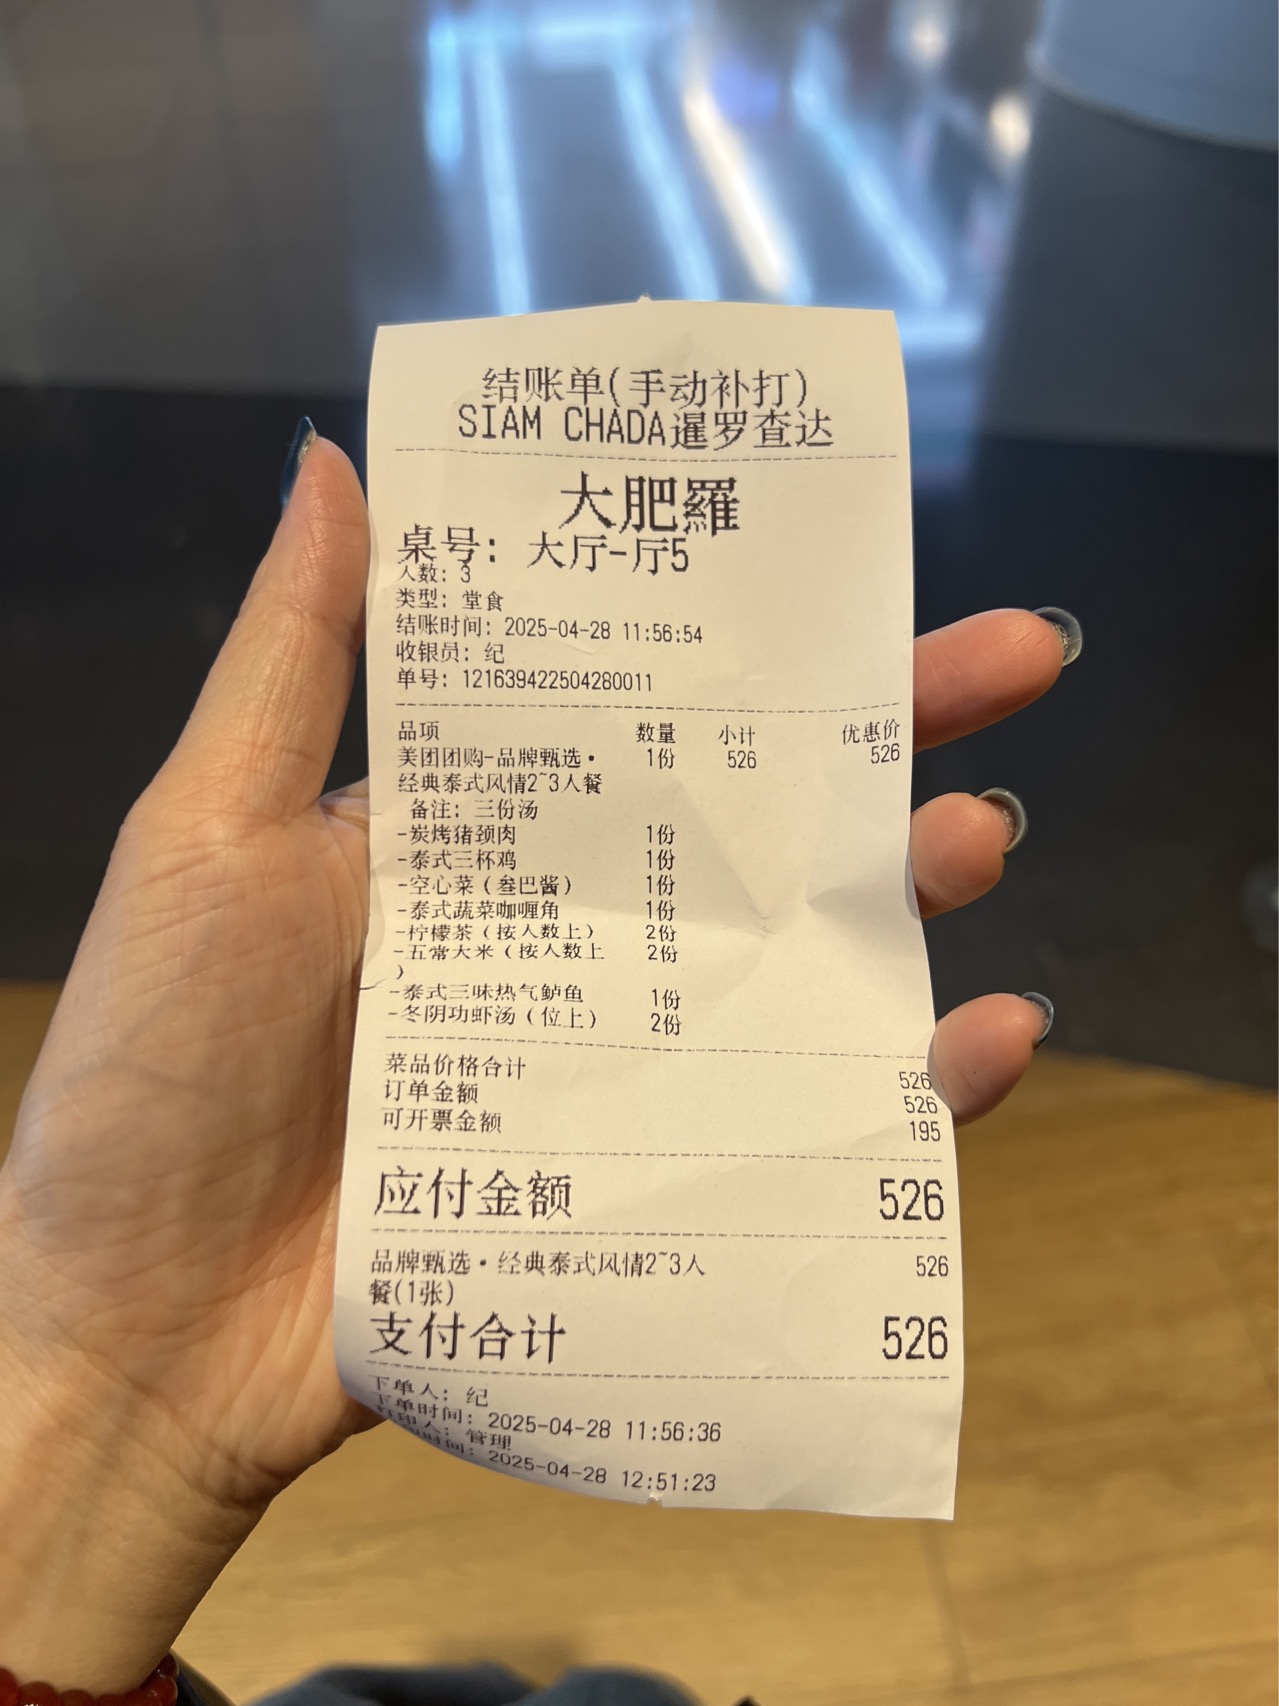 结账单(手动补打)
SIAM CHADA暹罗查达
大肥羅
桌号: 大厅-厅5
人数: 3
类型: 堂食
结账时间: 2025-04-28 11:56:54
收银员: 纪
单号: 121639422504280011
品项 数量 小计 优惠价
美团团购-品牌甄选· 1份 526 526
经典泰式风情2~3人餐
备注: 三份汤
-炭烤猪颈肉 1份
-泰式三杯鸡 1份
-空心菜(叁巴酱) 1份
-泰式蔬菜咖喱角 1份
-柠檬茶(按人数上) 2份
-五常大米(按人数上 2份
)
-泰式三味热气鲈鱼 1份
-冬阴功虾汤(位上) 2份
菜品价格合计 526
订单金额 526
可开票金额 195
应付金额 526
品牌甄选·经典泰式风情2~3人 526
餐(1张)
支付合计 526
下单人: 纪
下单时间: 2025-04-28 11:56:36
打印人: 管理
时间: 2025-04-28 12:51:23